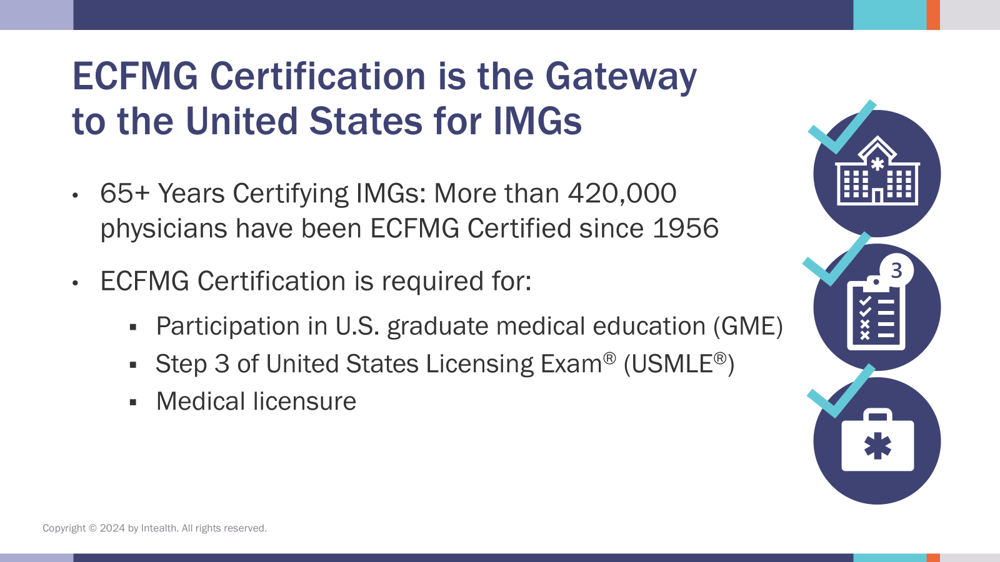 ECFMG Certification is the Gateway
to the United States for IMGs
• 65+ Years Certifying IMGs: More than 420,000
physicians have been ECFMG Certified since 1956
• ECFMG Certification is required for:
▪ Participation in U.S. graduate medical education (GME)
▪ Step 3 of United States Licensing Exam® (USMLE®)
▪ Medical licensure
3
Copyright © 2024 by Intealth. All rights reserved.